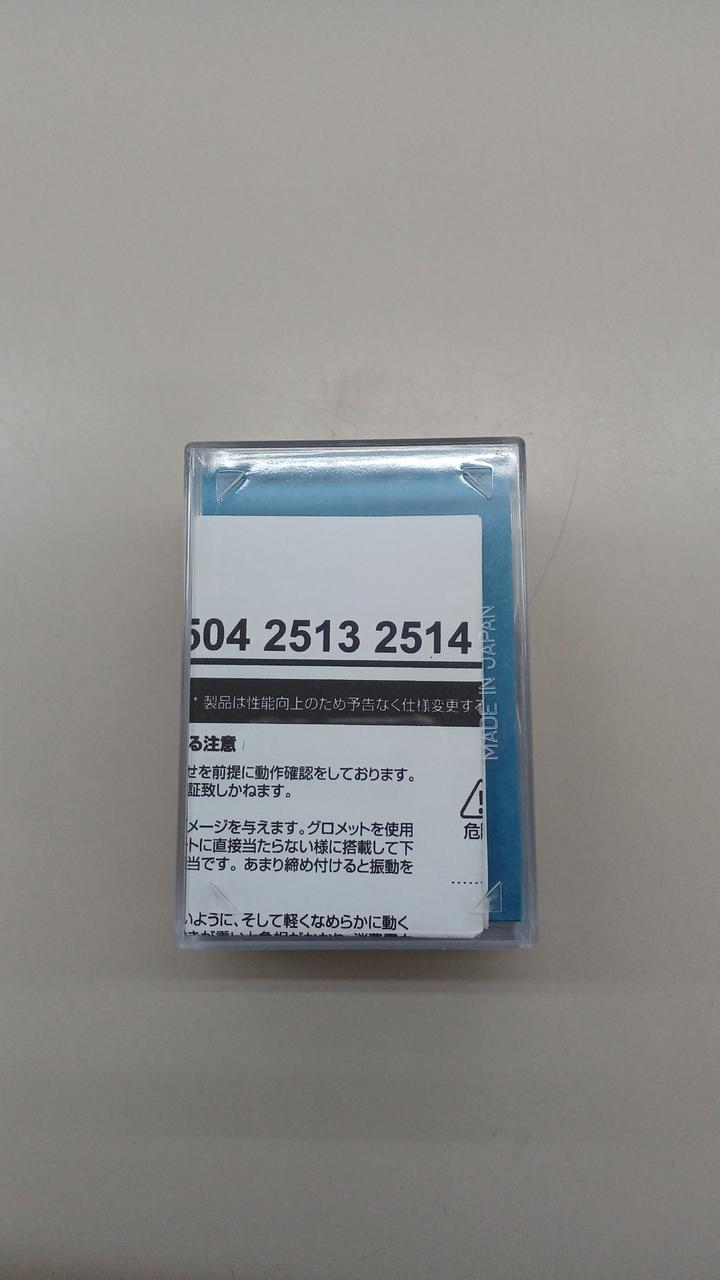 504 2513 2514
* 製品は性能向上のため予告なく仕様変更する
る注意
せを前提に動作確認をしております。
証致しかねます。
メージを与えます。グロメットを使用
トに直接当たらない様に搭載して下
当です。あまり締め付けると振動を
いように、そして軽くなめらかに動く
危
MADE IN JAPAN